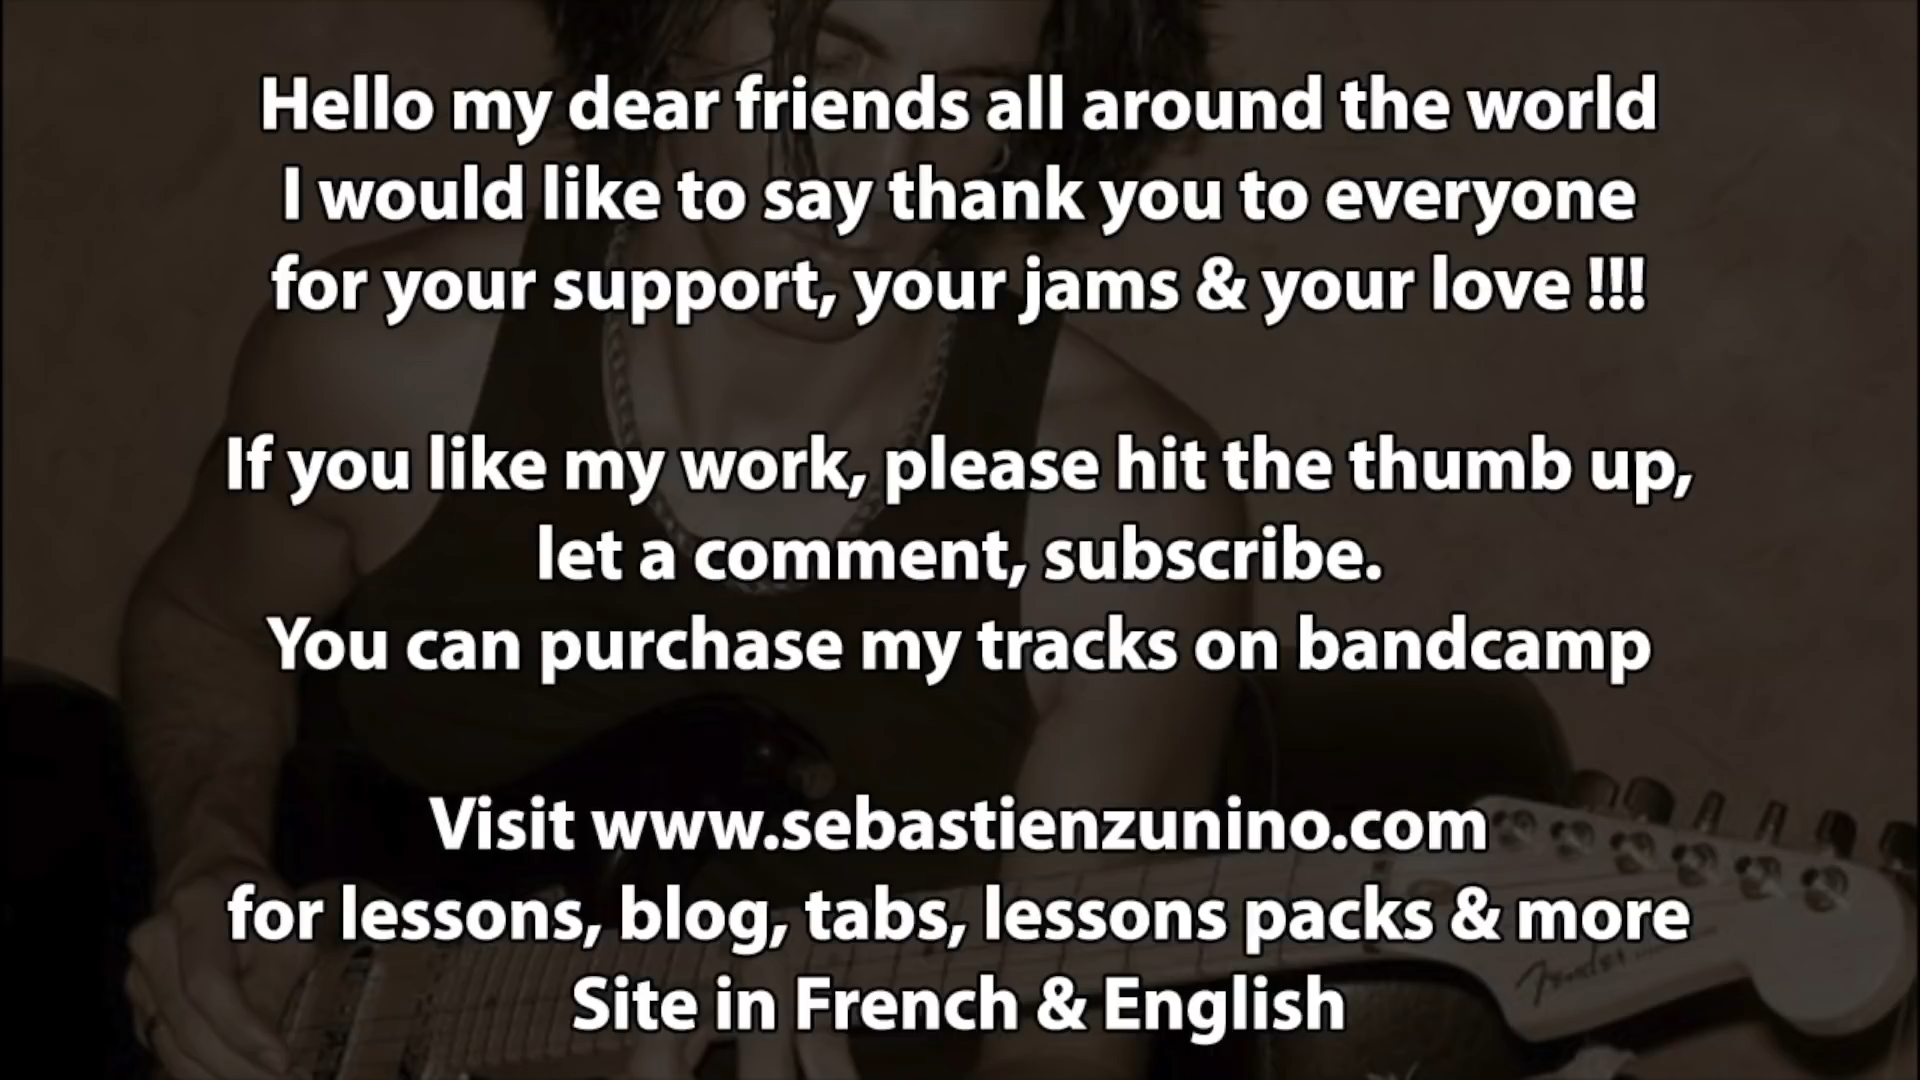 Hello my dear friends all around the world
I would like to say thank you to everyone
for your support, your jams & your love !!!
If you like my work, please hit the thumb up,
let a comment, subscribe.
You can purchase my tracks on bandcamp
Visit www.sebastienzunino.com
for lessons, blog, tabs, lessons packs & more
Site in French & English
Fender